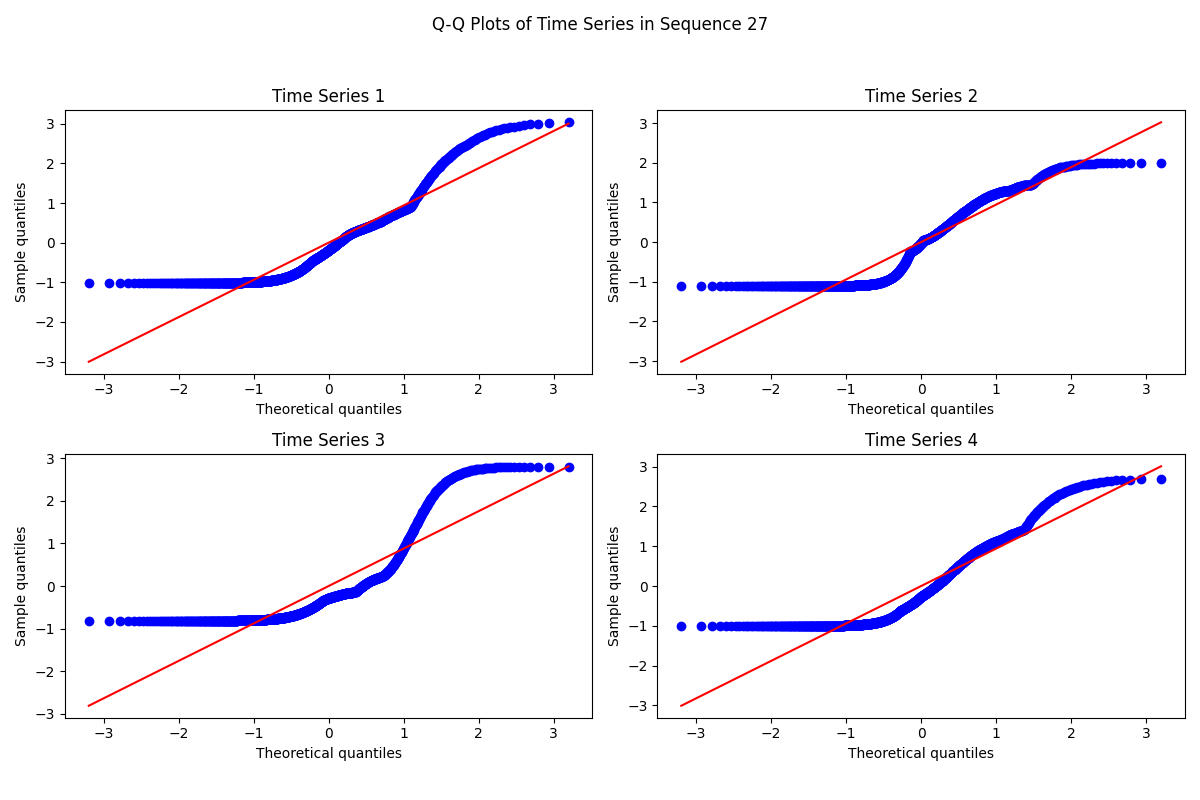 Q-Q Plots of Time Series in Sequence 27
Time Series 1
3
2
1
0
−1
−2
−3
Sample quantiles
−3 −2 −1 0 1 2 3
Theoretical quantiles
Time Series 2
3
2
1
0
−1
−2
−3
Sample quantiles
−3 −2 −1 0 1 2 3
Theoretical quantiles
Time Series 3
3
2
1
0
−1
−2
−3
Sample quantiles
−3 −2 −1 0 1 2 3
Theoretical quantiles
Time Series 4
3
2
1
0
−1
−2
−3
Sample quantiles
−3 −2 −1 0 1 2 3
Theoretical quantiles